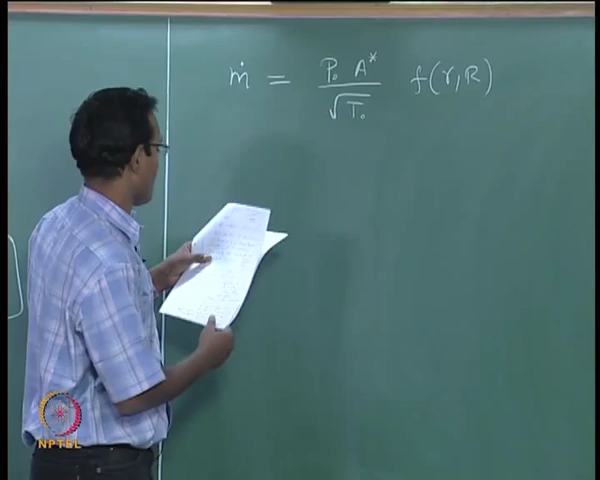 ṁ = P₀ A* / √T₀ f(γ, R)
NPTEL